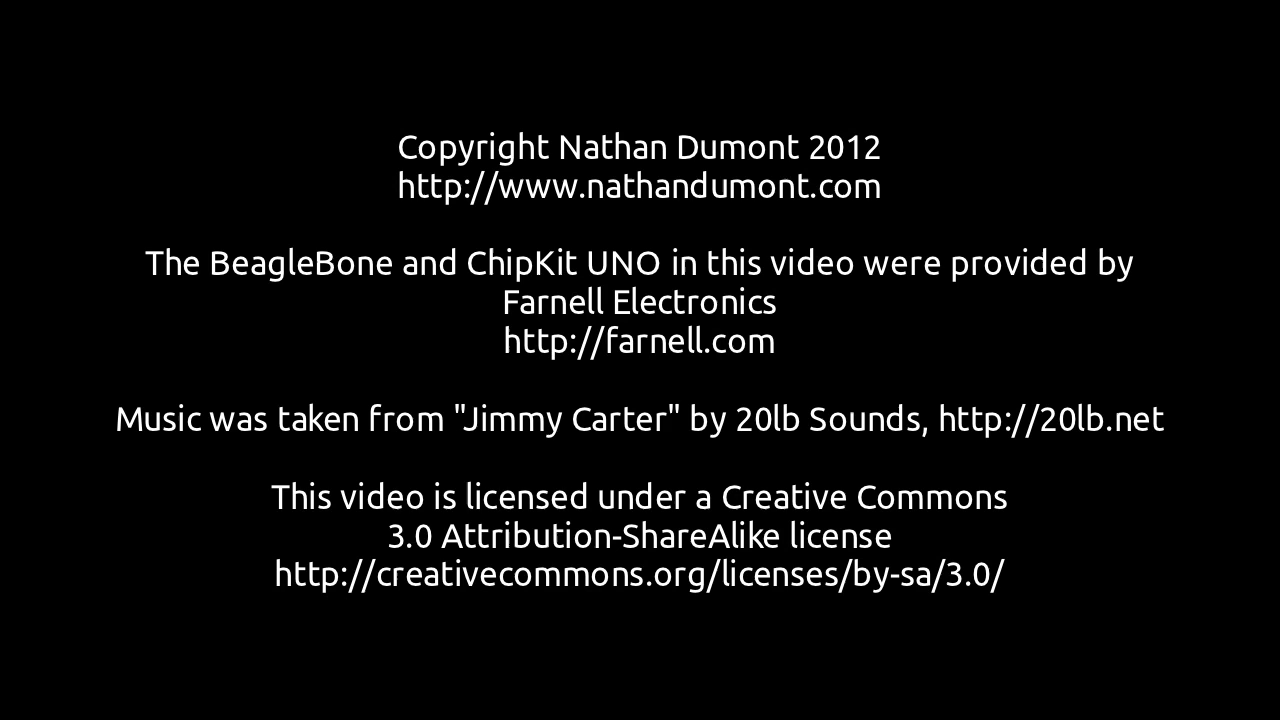 Copyright Nathan Dumont 2012
http://www.nathandumont.com
The BeagleBone and ChipKit UNO in this video were provided by
Farnell Electronics
http://farnell.com
Music was taken from "Jimmy Carter" by 20lb Sounds, http://20lb.net
This video is licensed under a Creative Commons
3.0 Attribution-ShareAlike license
http://creativecommons.org/licenses/by-sa/3.0/